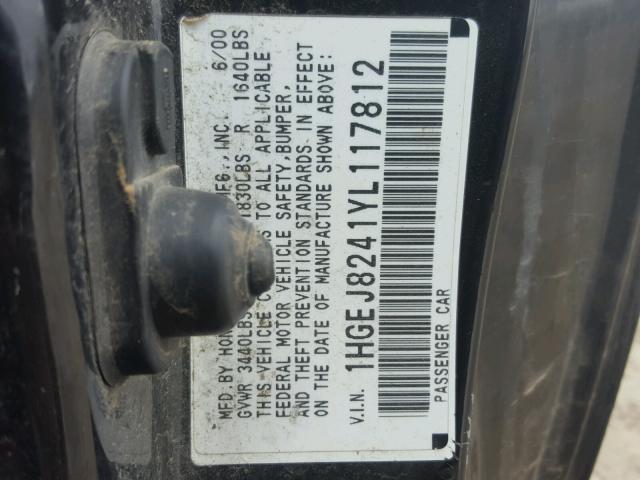 MFD.BY HON MFG., INC. 6/00
GVWR 3440LBS 1830LBS R 1640LBS
THIS VEHICLE C S TO ALL APPLICABLE
FEDERAL MOTOR VEHICLE SAFETY,BUMPER,
AND THEFT PREVENTION STANDARDS IN EFFECT
ON THE DATE OF MANUFACTURE SHOWN ABOVE:
V.I.N. 1HGEJ8241YL117812
PASSENGER CAR